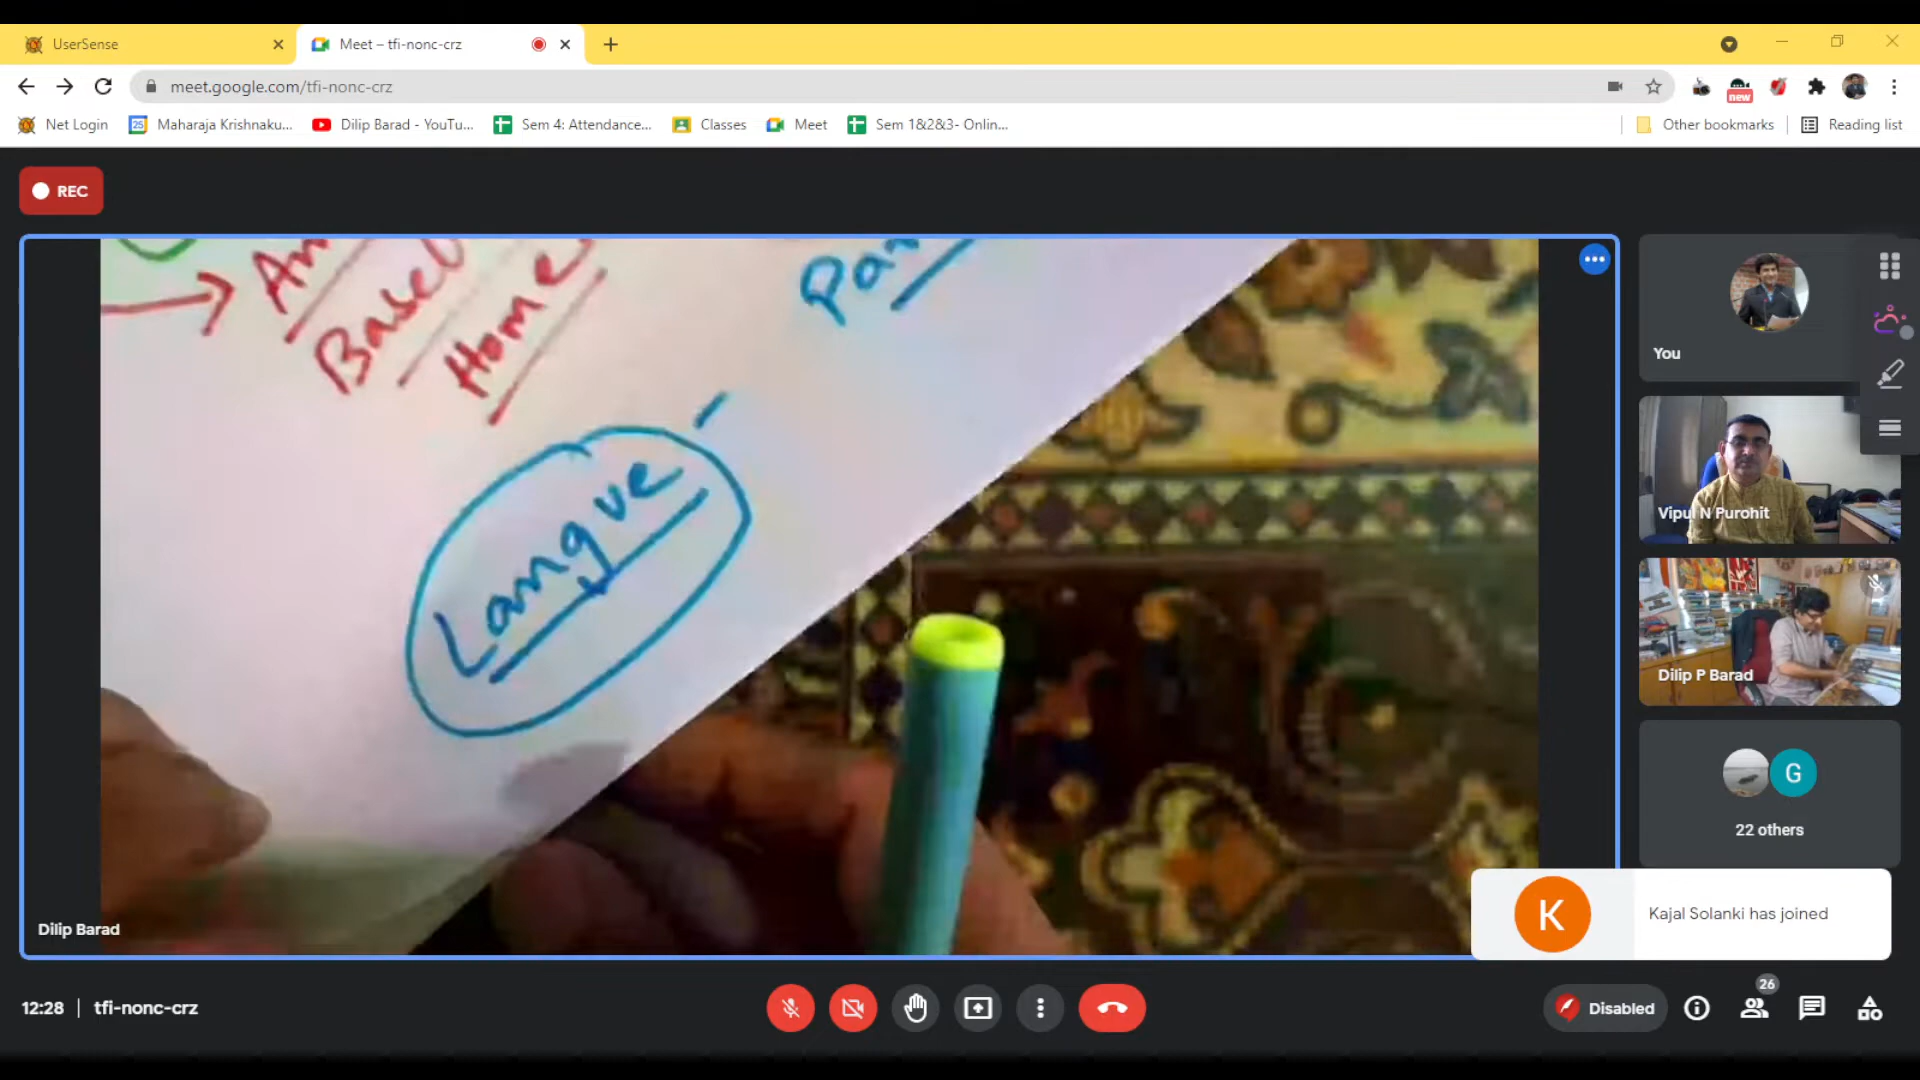 UserSense
Meet – tfi-nonc-crz
meet.google.com/tfi-nonc-crz
new
Net Login
25
Maharaja Krishnaku...
Dilip Barad - YouTu...
Sem 4: Attendance...
Classes
Meet
Sem 1&2&3- Onlin...
Other bookmarks
Reading list
REC
Home
Langue
Dilip Barad
You
Vipul N Purohit
Dilip P Barad
G
22 others
K
Kajal Solanki has joined
12:28 | tfi-nonc-crz
Disabled
26